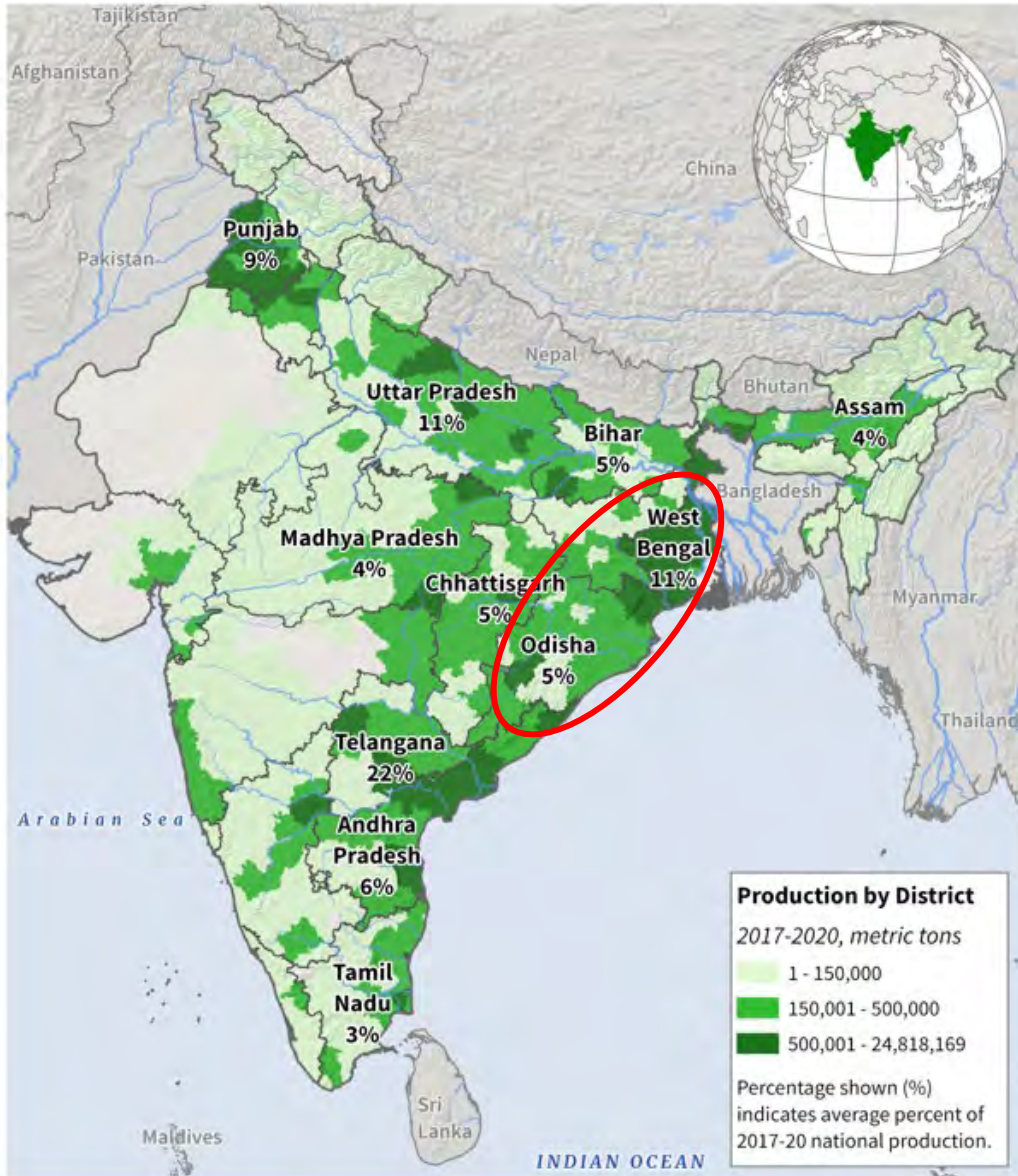 Tajikistan
Afghanistan
China
Punjab
9%
Pakistan
Nepal
Bhutan
Uttar Pradesh
11%
Assam
4%
Bihar
5%
Bangladesh
West
Bengal
11%
Madhya Pradesh
4%
Chhattisgarh
5%
Myanmar
Odisha
5%
Thailand
Telangana
22%
Arabian Sea
Andhra
Pradesh
6%
Tamil
Nadu
3%
Sri
Lanka
Maldives
INDIAN OCEAN
Production by District
2017-2020, metric tons
1 - 150,000
150,001 - 500,000
500,001 - 24,818,169
Percentage shown (%)
indicates average percent of
2017-20 national production.